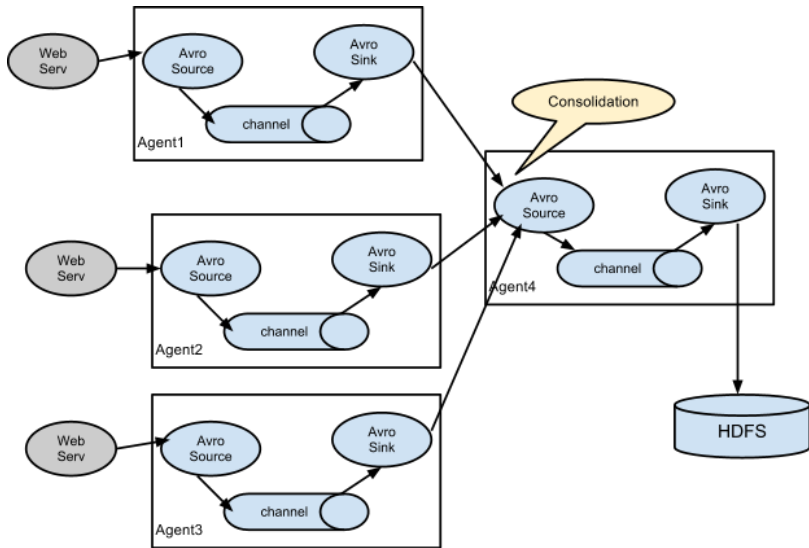 Web
Serv
Avro
Source
Avro
Sink
channel
Agent1
Consolidation
Avro
Source
Avro
Sink
channel
Agent4
Web
Serv
Avro
Source
Avro
Sink
channel
Agent2
HDFS
Web
Serv
Avro
Source
Avro
Sink
channel
Agent3